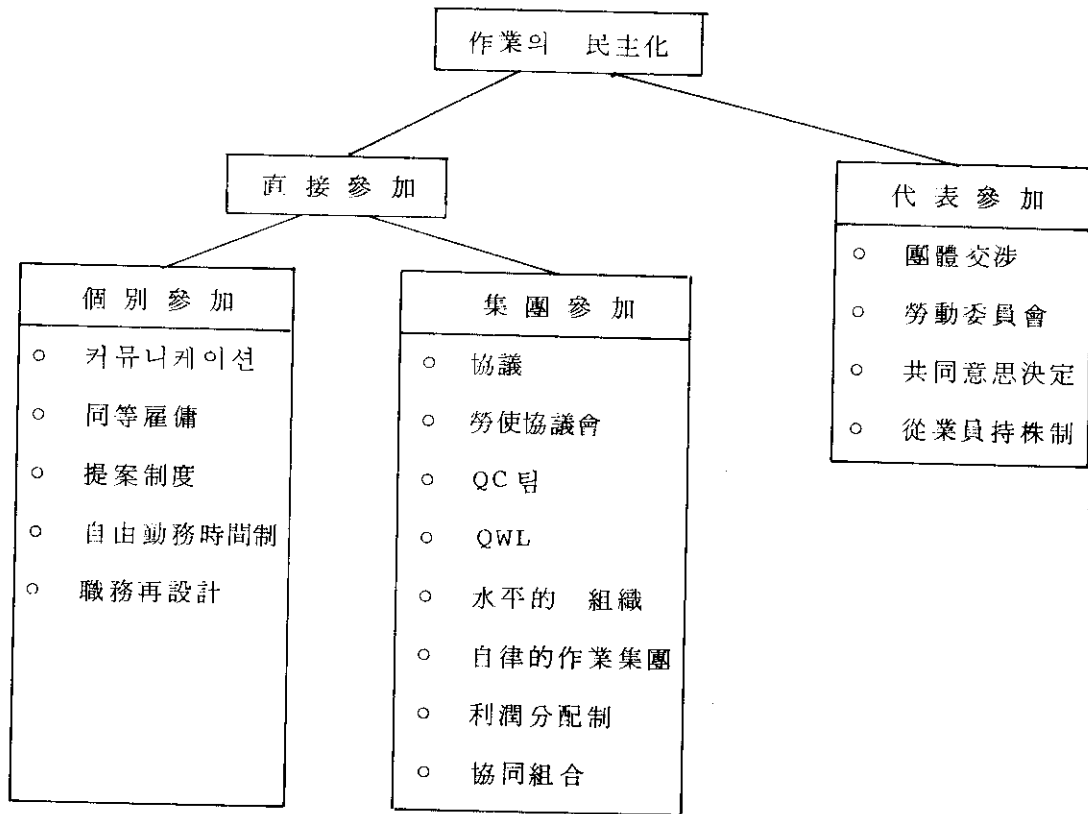 作業의 民主化
直接參加
代表參加
團體交涉
勞動委員會
共同意思決定
從業員持株制
個別參加
커뮤니케이션
同等雇傭
提案制度
自由勤務時間制
職務再設計
集團參加
協議
勞使協議會
QC 팀
QWL
水平的 組織
自律的作業集團
利潤分配制
協同組合